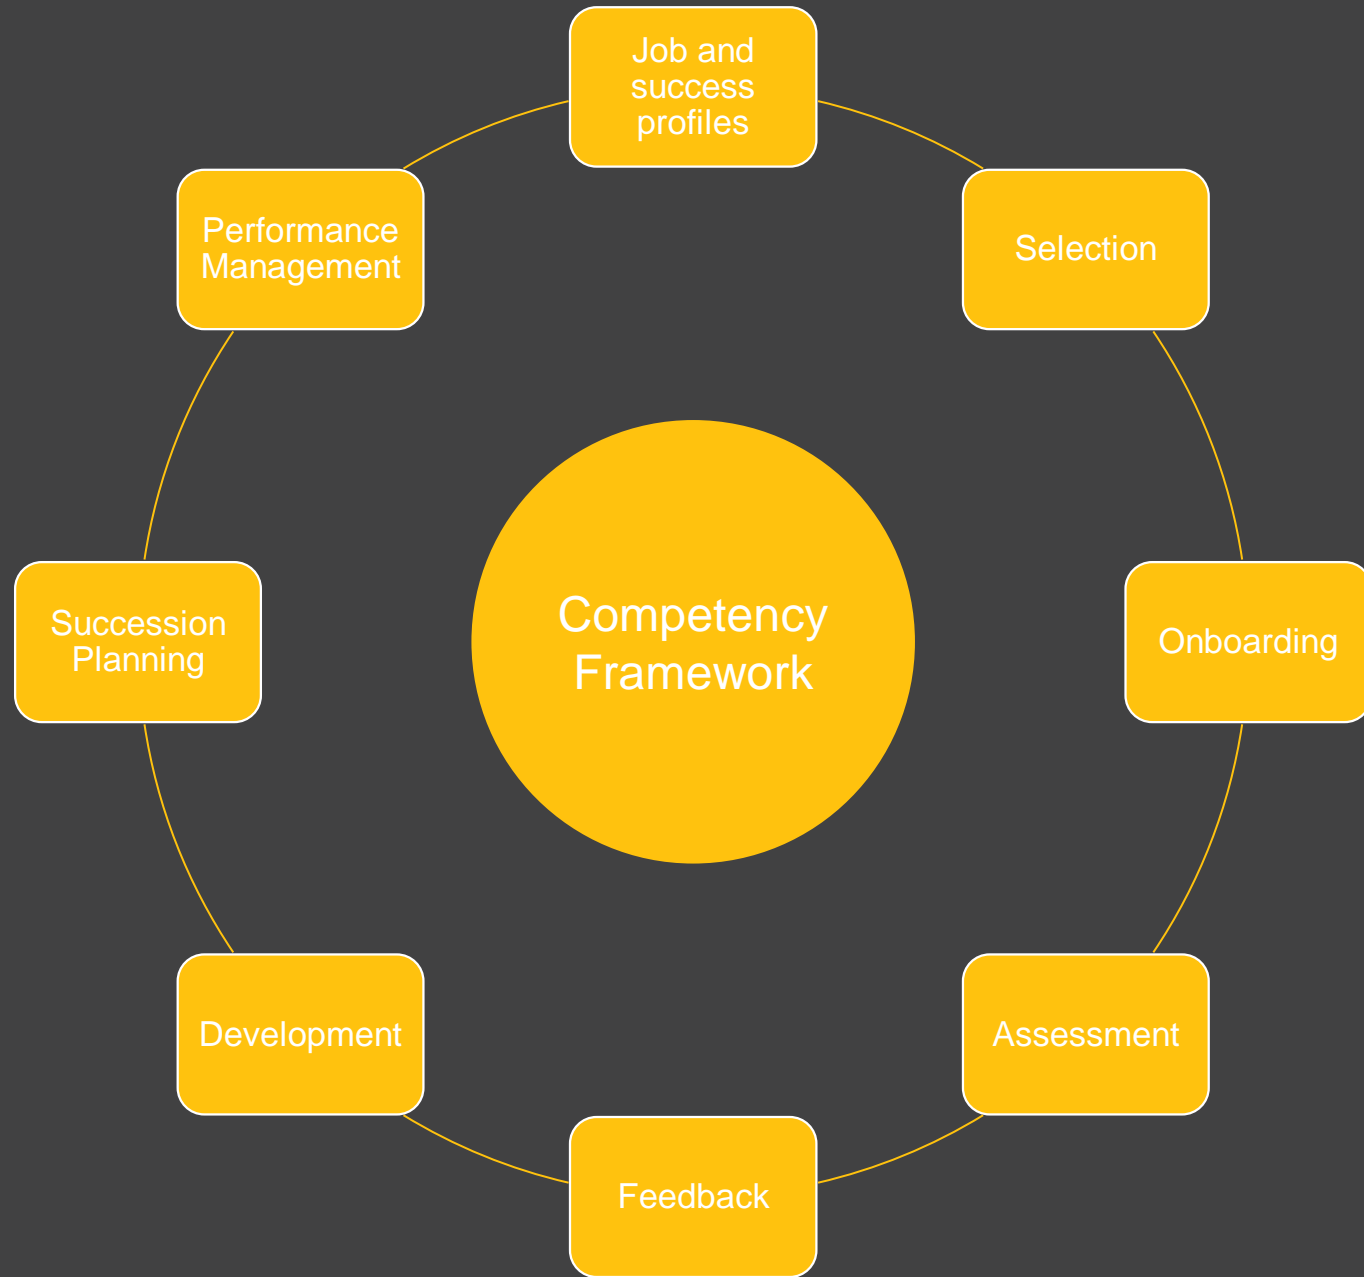 Job and
success
profiles
Selection
Onboarding
Assessment
Feedback
Development
Succession
Planning
Performance
Management
Competency
Framework